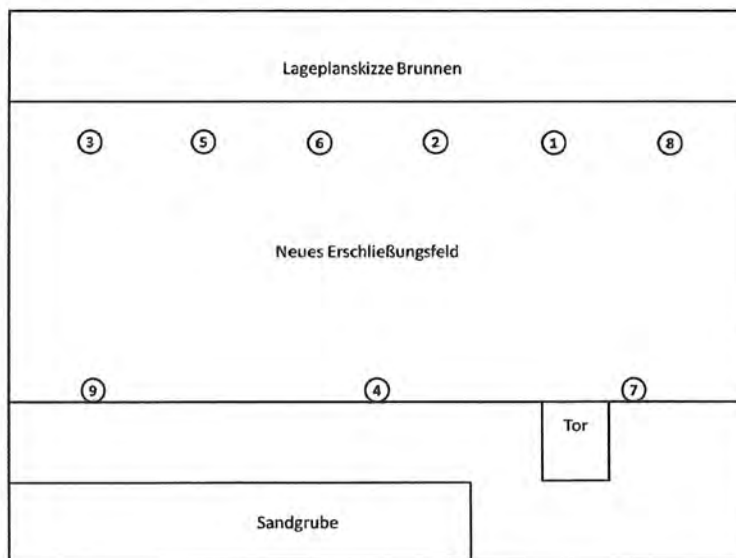 Lageplanskizze Brunnen
3 5 6 2 1 8
Neues Erschließungsfeld
9 4 7
Tor
Sandgrube